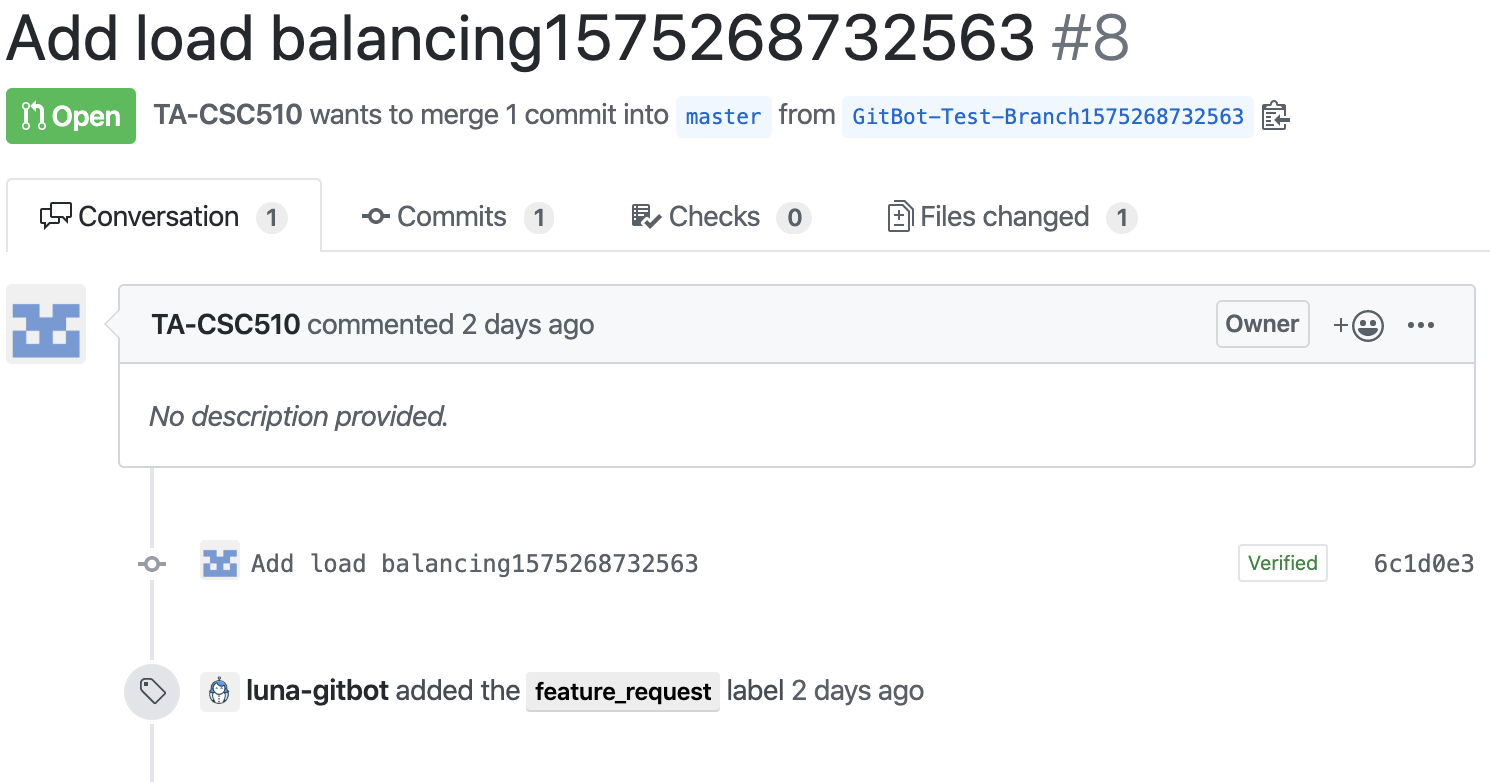 Add load balancing1575268732563 #8
Open TA-CSC510 wants to merge 1 commit into master from GitBot-Test-Branch1575268732563
Conversation 1 Commits 1 Checks 0 Files changed 1
TA-CSC510 commented 2 days ago Owner
No description provided.
Add load balancing1575268732563 Verified 6c1d0e3
luna-gitbot added the feature_request label 2 days ago